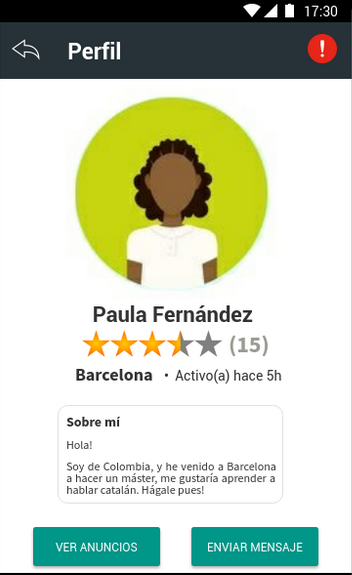 17:30
Perfil
!
Paula Fernández
(15)
Barcelona • Activo(a) hace 5h
Sobre mí
Hola!
Soy de Colombia, y he venido a Barcelona
a hacer un máster, me gustaría aprender a
hablar catalán. Hágale pues!
VER ANUNCIOS
ENVIAR MENSAJE